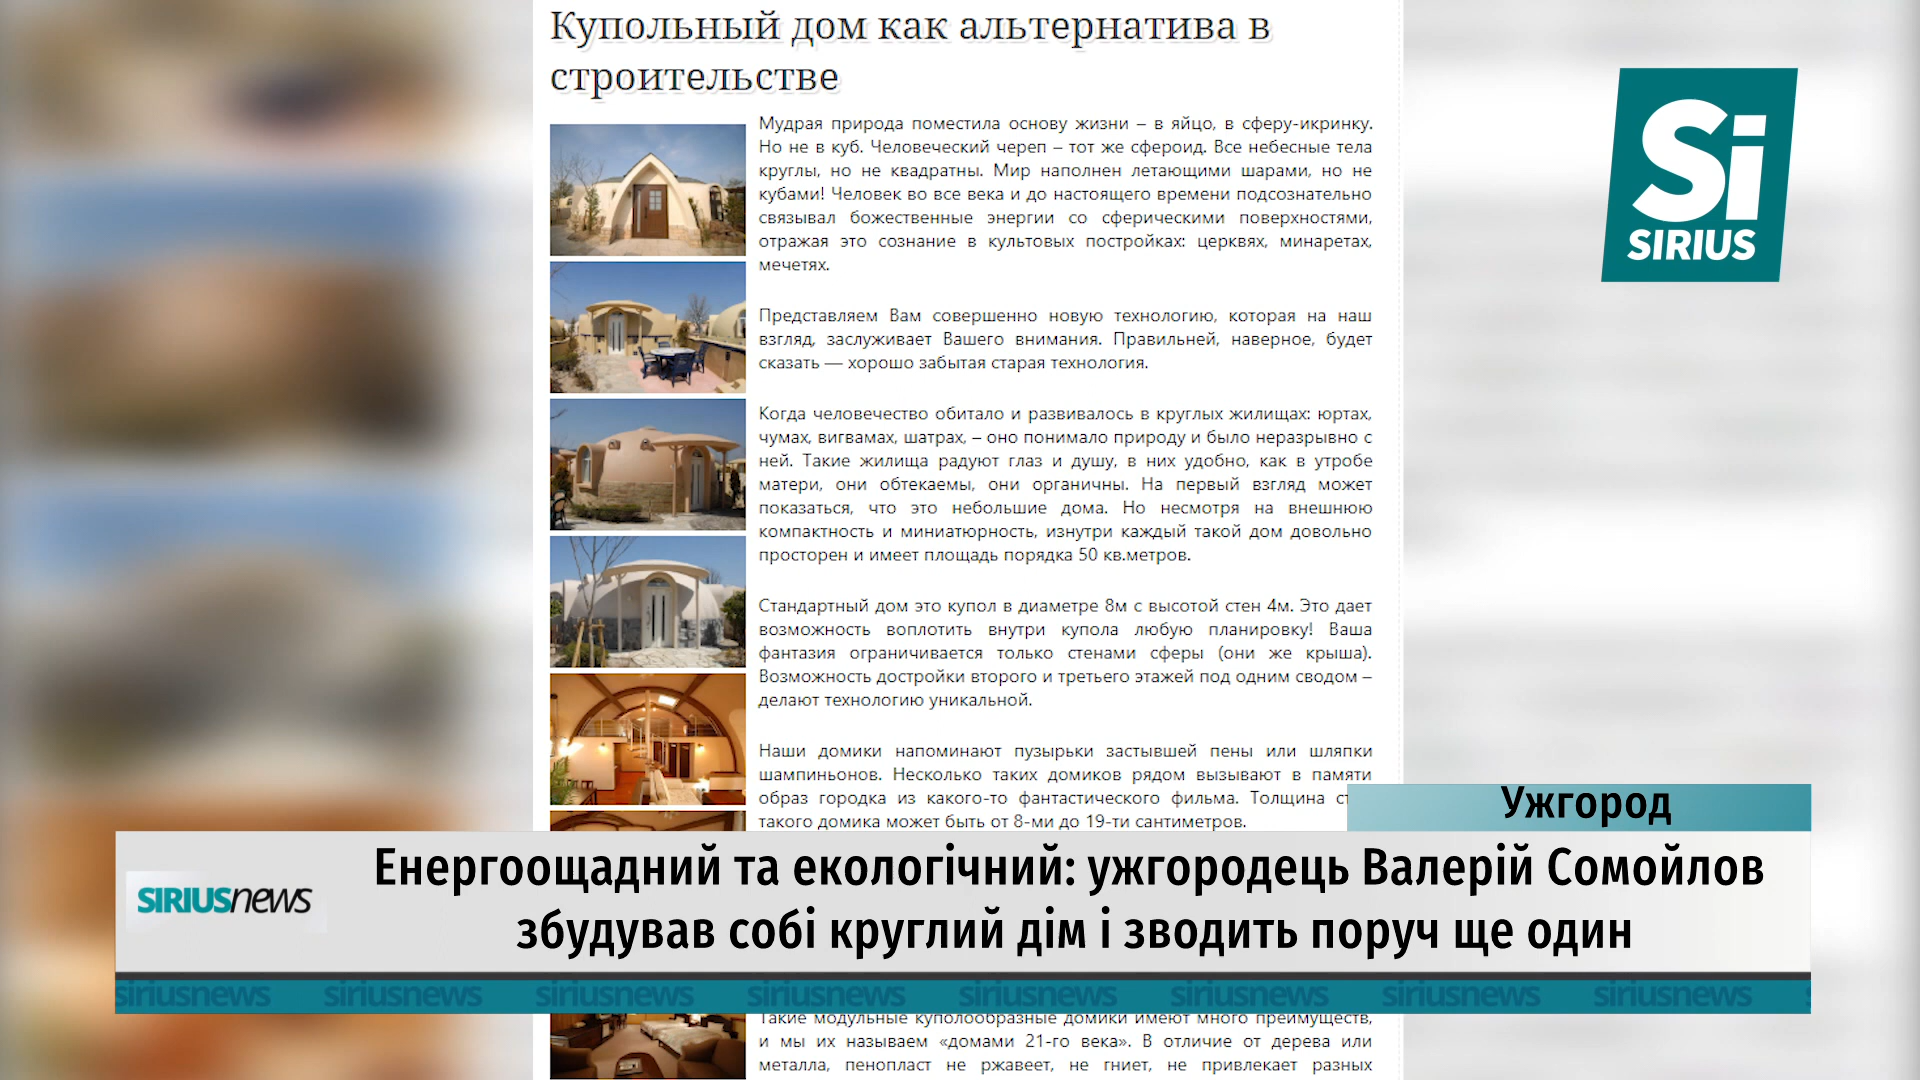 Купольный дом как альтернатива в
строительстве
Мудрая природа поместила основу жизни – в яйцо, в сферу-икринку.
Но не в куб. Человеческий череп – тот же сфероид. Все небесные тела
круглы, но не квадратны. Мир наполнен летающими шарами, но не
кубами! Человек во все века и до настоящего времени подсознательно
связывал божественные энергии со сферическими поверхностями,
отражая это сознание в культовых постройках: церквях, минаретах,
мечетях.
Представляем Вам совершенно новую технологию, которая на наш
взгляд, заслуживает Вашего внимания. Правильней, наверное, будет
сказать — хорошо забытая старая технология.
Когда человечество обитало и развивалось в круглых жилищах: юртах,
чумах, вигвамах, шатрах, – оно понимало природу и было неразрывно с
ней. Такие жилища радуют глаз и душу, в них удобно, как в утробе
матери, они обтекаемы, они органичны. На первый взгляд может
показаться, что это небольшие дома. Но несмотря на внешнюю
компактность и миниатюрность, изнутри каждый такой дом довольно
просторен и имеет площадь порядка 50 кв.метров.
Стандартный дом это купол в диаметре 8м с высотой стен 4м. Это дает
возможность воплотить внутри купола любую планировку! Ваша
фантазия ограничивается только стенами сферы (они же крыша).
Возможность достройки второго и третьего этажей под одним сводом –
делают технологию уникальной.
Наши домики напоминают пузырьки застывшей пены или шляпки
шампиньонов. Несколько таких домиков рядом вызывают в памяти
образ городка из какого-то фантастического фильма. Толщина
такого домика может быть от 8-ми до 19-ти сантиметров.
Такие модульные куполообразные домики имеют много преимуществ,
и мы их называем «домами 21-го века». В отличие от дерева или
металла, пенопласт не ржавеет, не гниет, не привлекает разных
Si
SIRIUS
Ужгород
SIRIUSnews
Енергоощадний та екологічний: ужгородець Валерій Сомойлов
збудував собі круглий дім і зводить поруч ще один
siriusnews siriusnews siriusnews siriusnews siriusnews siriusnews siriusnews siriusnews